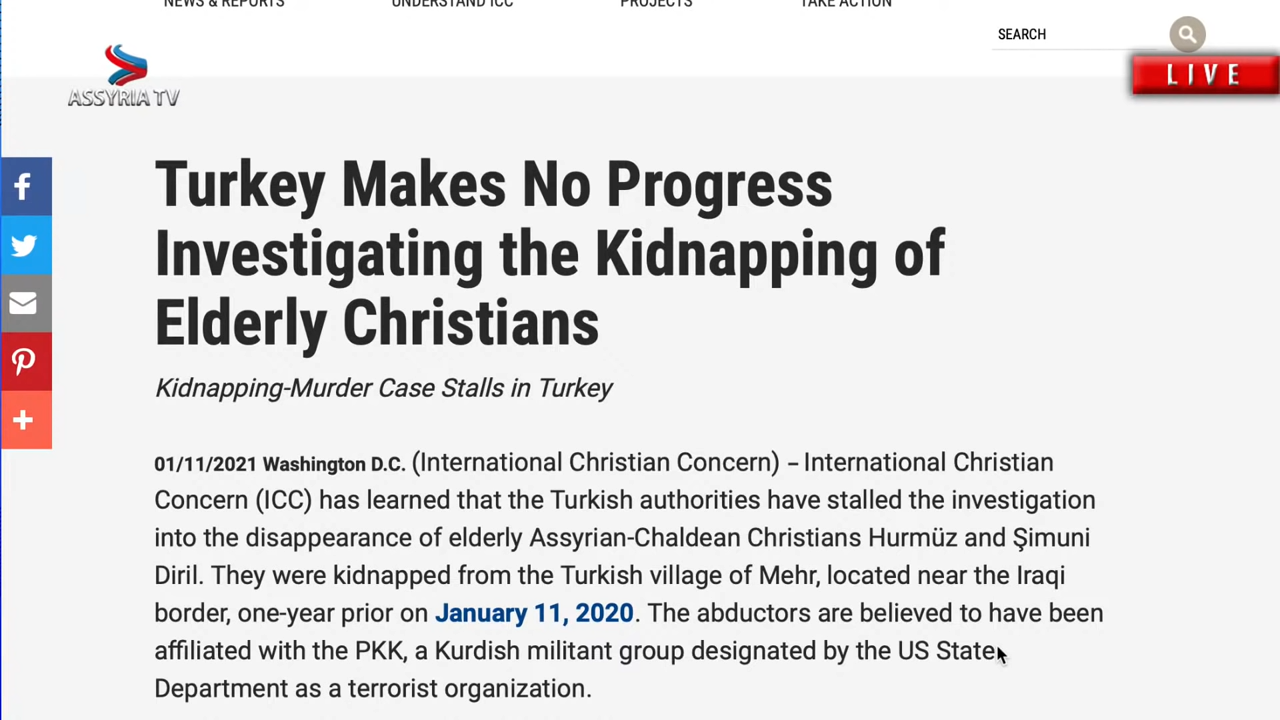 NEWS & REPORTS UNDERSTAND ICC PROJECTS TAKE ACTION
SEARCH
LIVE
ASSYRIA TV
Turkey Makes No Progress
Investigating the Kidnapping of
Elderly Christians
Kidnapping-Murder Case Stalls in Turkey
01/11/2021 Washington D.C. (International Christian Concern) – International Christian
Concern (ICC) has learned that the Turkish authorities have stalled the investigation
into the disappearance of elderly Assyrian-Chaldean Christians Hurmüz and Şimuni
Diril. They were kidnapped from the Turkish village of Mehr, located near the Iraqi
border, one-year prior on January 11, 2020. The abductors are believed to have been
affiliated with the PKK, a Kurdish militant group designated by the US State
Department as a terrorist organization.